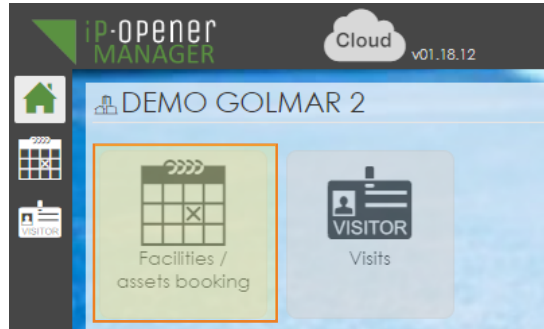 iP·OPENER
MANAGER
Cloud
v01.18.12
DEMO GOLMAR 2
VISITOR
Facilities /
assets booking
VISITOR
Visits